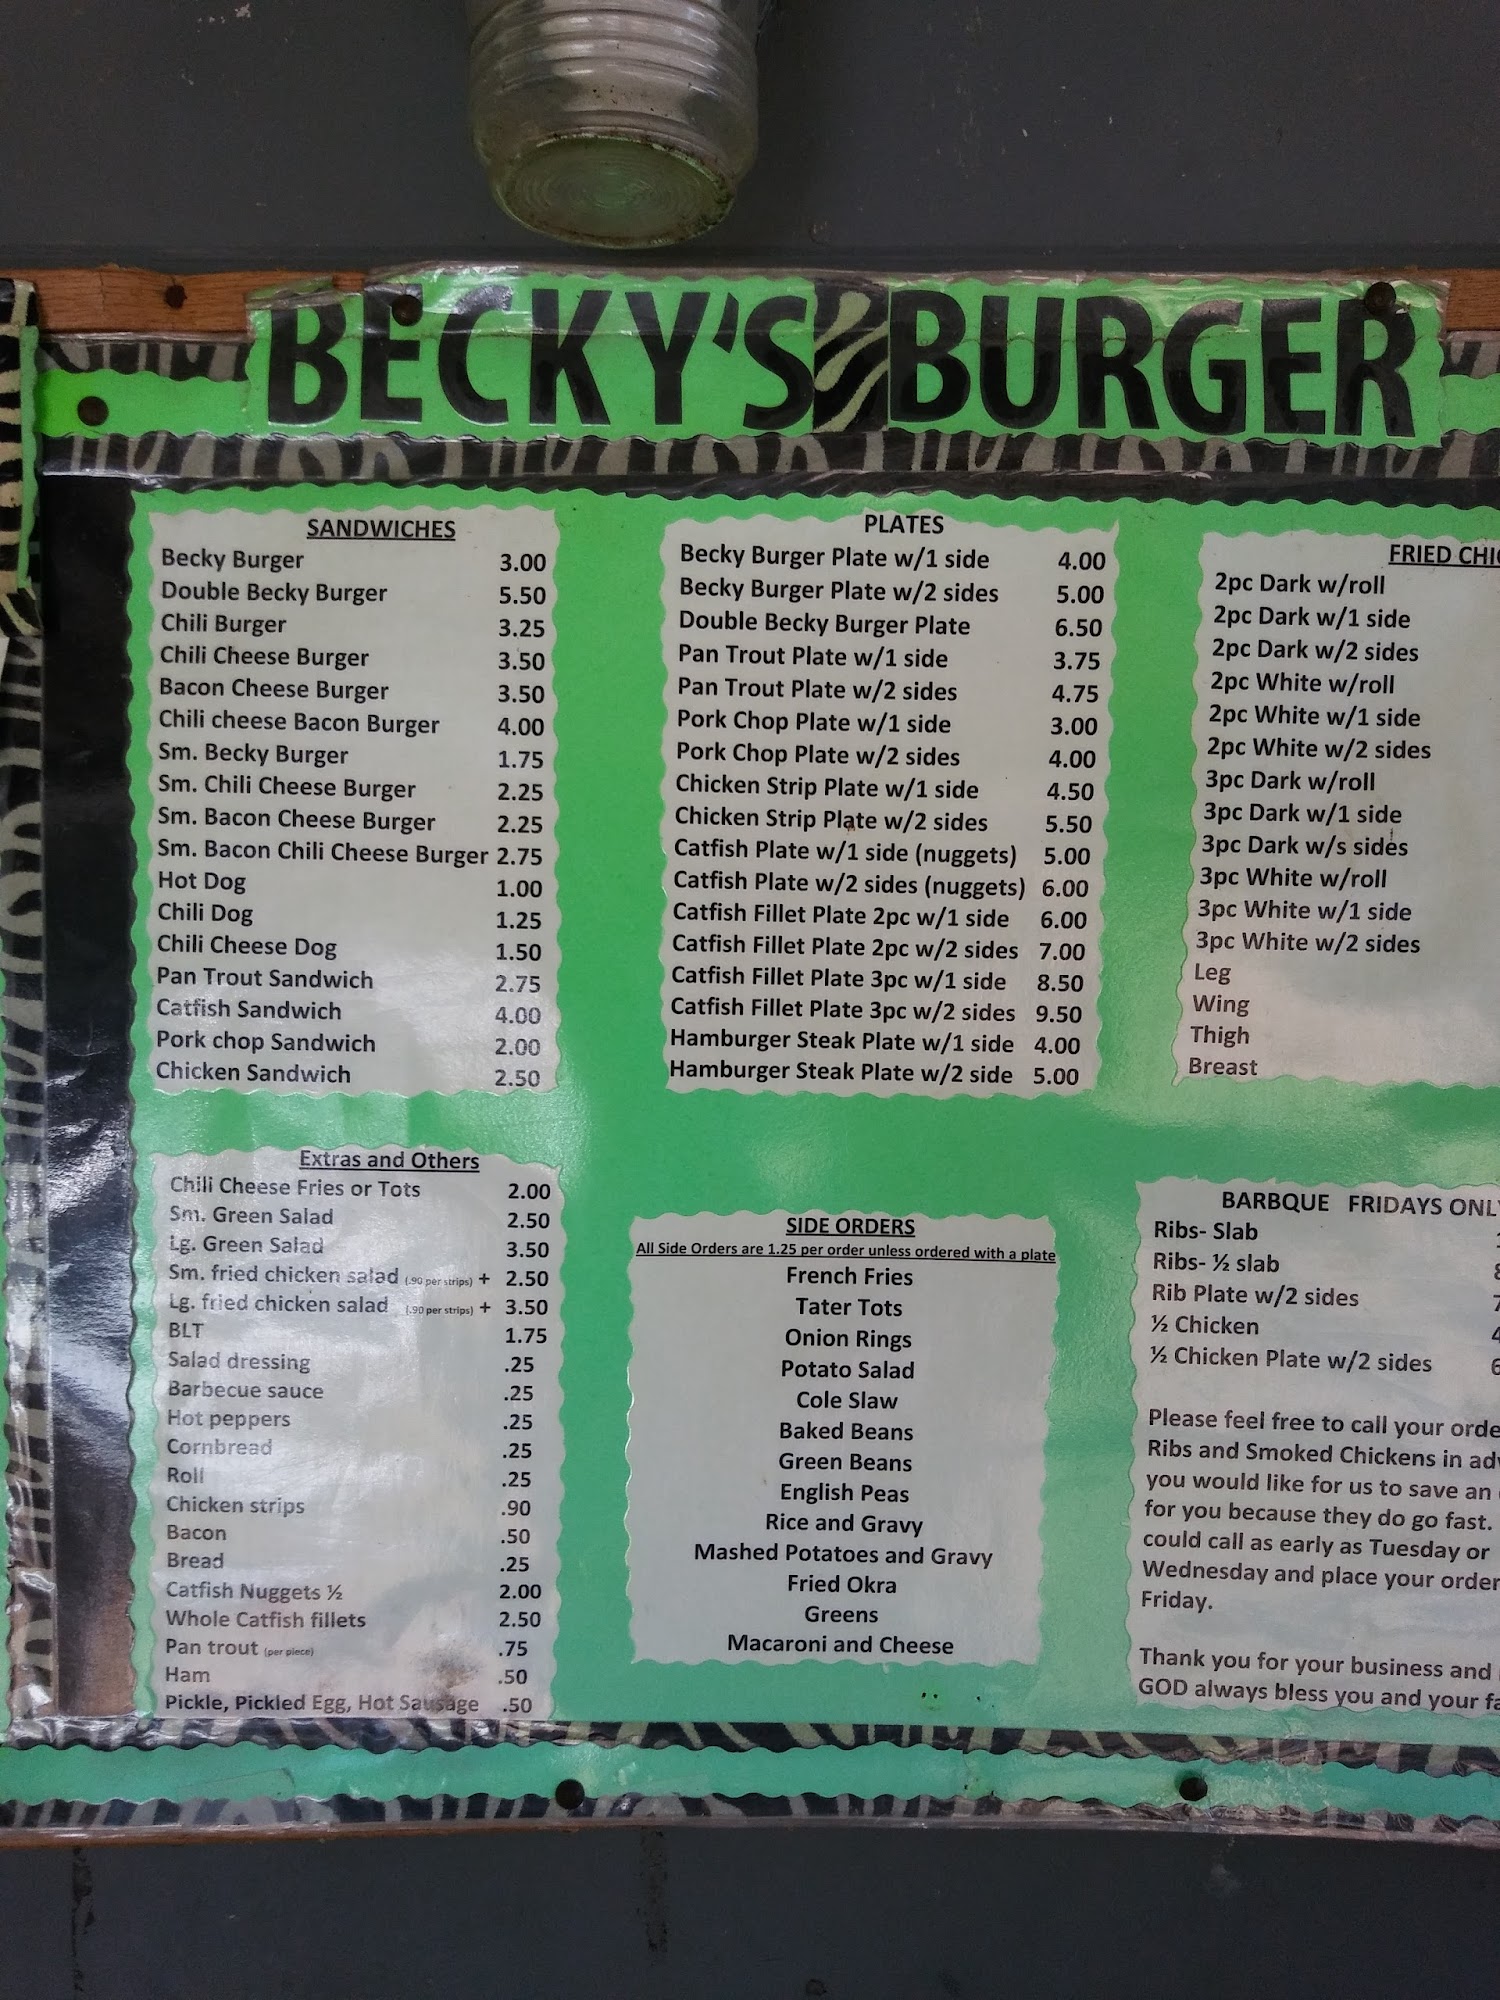 BECKY'S BURGER
SANDWICHES
Becky Burger 3.00
Double Becky Burger 5.50
Chili Burger 3.25
Chili Cheese Burger 3.50
Bacon Cheese Burger 3.50
Chili cheese Bacon Burger 4.00
Sm. Becky Burger 1.75
Sm. Chili Cheese Burger 2.25
Sm. Bacon Cheese Burger 2.25
Sm. Bacon Chili Cheese Burger 2.75
Hot Dog 1.00
Chili Dog 1.25
Chili Cheese Dog 1.50
Pan Trout Sandwich 2.75
Catfish Sandwich 4.00
Pork chop Sandwich 2.00
Chicken Sandwich 2.50
PLATES
Becky Burger Plate w/1 side 4.00
Becky Burger Plate w/2 sides 5.00
Double Becky Burger Plate 6.50
Pan Trout Plate w/1 side 3.75
Pan Trout Plate w/2 sides 4.75
Pork Chop Plate w/1 side 3.00
Pork Chop Plate w/2 sides 4.00
Chicken Strip Plate w/1 side 4.50
Chicken Strip Plate w/2 sides 5.50
Catfish Plate w/1 side (nuggets) 5.00
Catfish Plate w/2 sides (nuggets) 6.00
Catfish Fillet Plate 2pc w/1 side 6.00
Catfish Fillet Plate 2pc w/2 sides 7.00
Catfish Fillet Plate 3pc w/1 side 8.50
Catfish Fillet Plate 3pc w/2 sides 9.50
Hamburger Steak Plate w/1 side 4.00
Hamburger Steak Plate w/2 side 5.00
FRIED CHIC
2pc Dark w/roll
2pc Dark w/1 side
2pc Dark w/2 sides
2pc White w/roll
2pc White w/1 side
2pc White w/2 sides
3pc Dark w/roll
3pc Dark w/1 side
3pc Dark w/s sides
3pc White w/roll
3pc White w/1 side
3pc White w/2 sides
Leg
Wing
Thigh
Breast
Extras and Others
Chili Cheese Fries or Tots 2.00
Sm. Green Salad 2.50
Lg. Green Salad 3.50
Sm. fried chicken salad (.90 per strips) + 2.50
Lg. fried chicken salad (.90 per strips) + 3.50
BLT 1.75
Salad dressing .25
Barbecue sauce .25
Hot peppers .25
Cornbread .25
Roll .25
Chicken strips .90
Bacon .50
Bread .25
Catfish Nuggets ½ 2.00
Whole Catfish fillets 2.50
Pan trout (per piece) .75
Ham .50
Pickle, Pickled Egg, Hot Sausage .50
SIDE ORDERS
All Side Orders are 1.25 per order unless ordered with a plate
French Fries
Tater Tots
Onion Rings
Potato Salad
Cole Slaw
Baked Beans
Green Beans
English Peas
Rice and Gravy
Mashed Potatoes and Gravy
Fried Okra
Greens
Macaroni and Cheese
BARBQUE FRIDAYS ONLY
Ribs- Slab
Ribs- ½ slab
Rib Plate w/2 sides
½ Chicken
½ Chicken Plate w/2 sides
Please feel free to call your orde
Ribs and Smoked Chickens in adv
you would like for us to save an
for you because they do go fast.
could call as early as Tuesday or
Wednesday and place your order
Friday.
Thank you for your business and
GOD always bless you and your fa